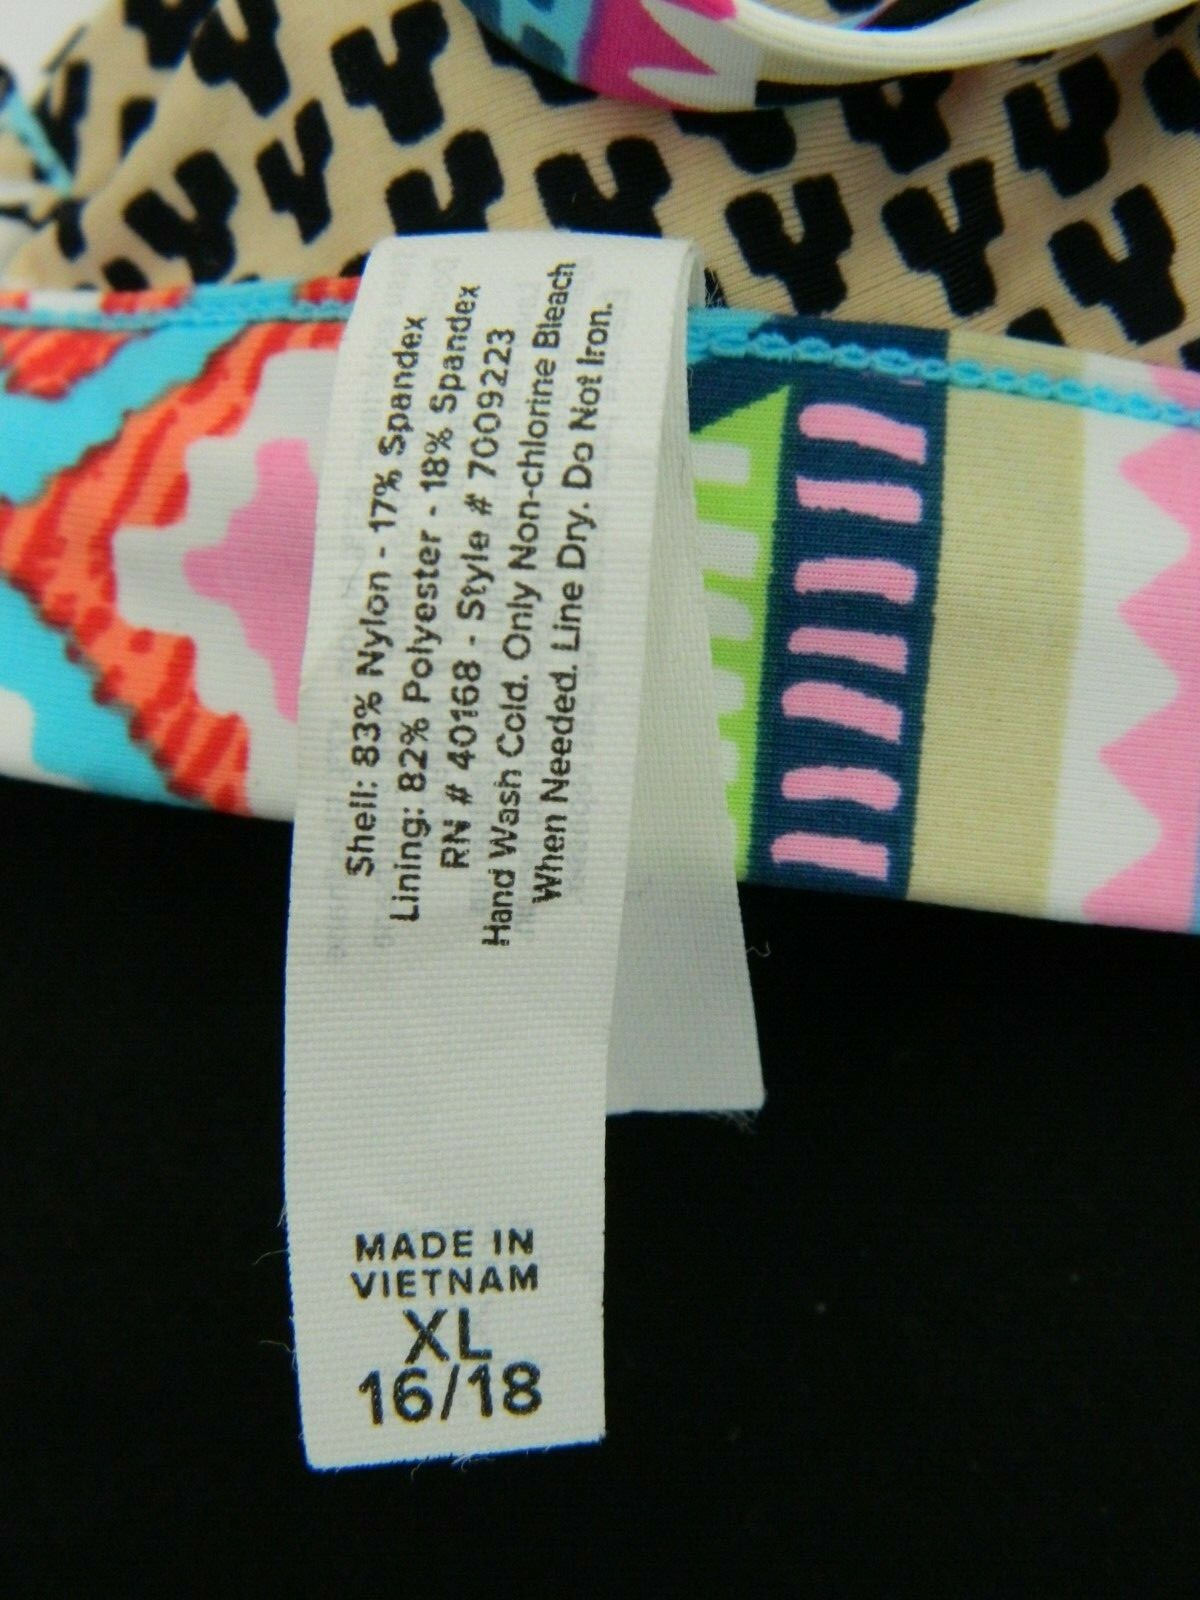 Shell: 83% Nylon - 17% Spandex
Lining: 82% Polyester - 18% Spandex
RN # 40168 - Style # 7009223
Hand Wash Cold. Only Non-chlorine Bleach
When Needed. Line Dry. Do Not Iron.
MADE IN
VIETNAM
XL
16/18